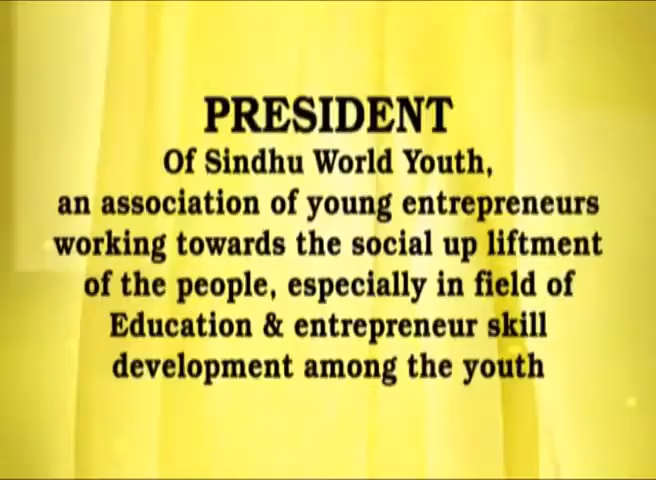 PRESIDENT
Of Sindhu World Youth,
an association of young entrepreneurs
working towards the social up liftment
of the people, especially in field of
Education & entrepreneur skill
development among the youth